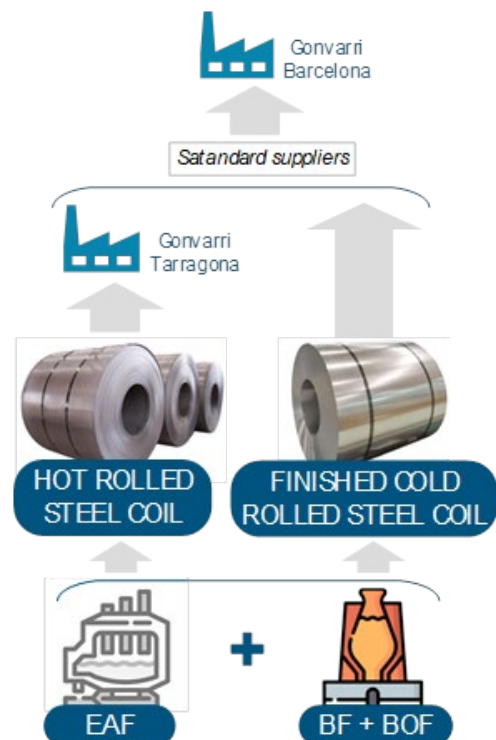 Gonvarri
Barcelona
Satandard suppliers
Gonvarri
Tarragona
HOT ROLLED
STEEL COIL
FINISHED COLD
ROLLED STEEL COIL
+
EAF
BF + BOF